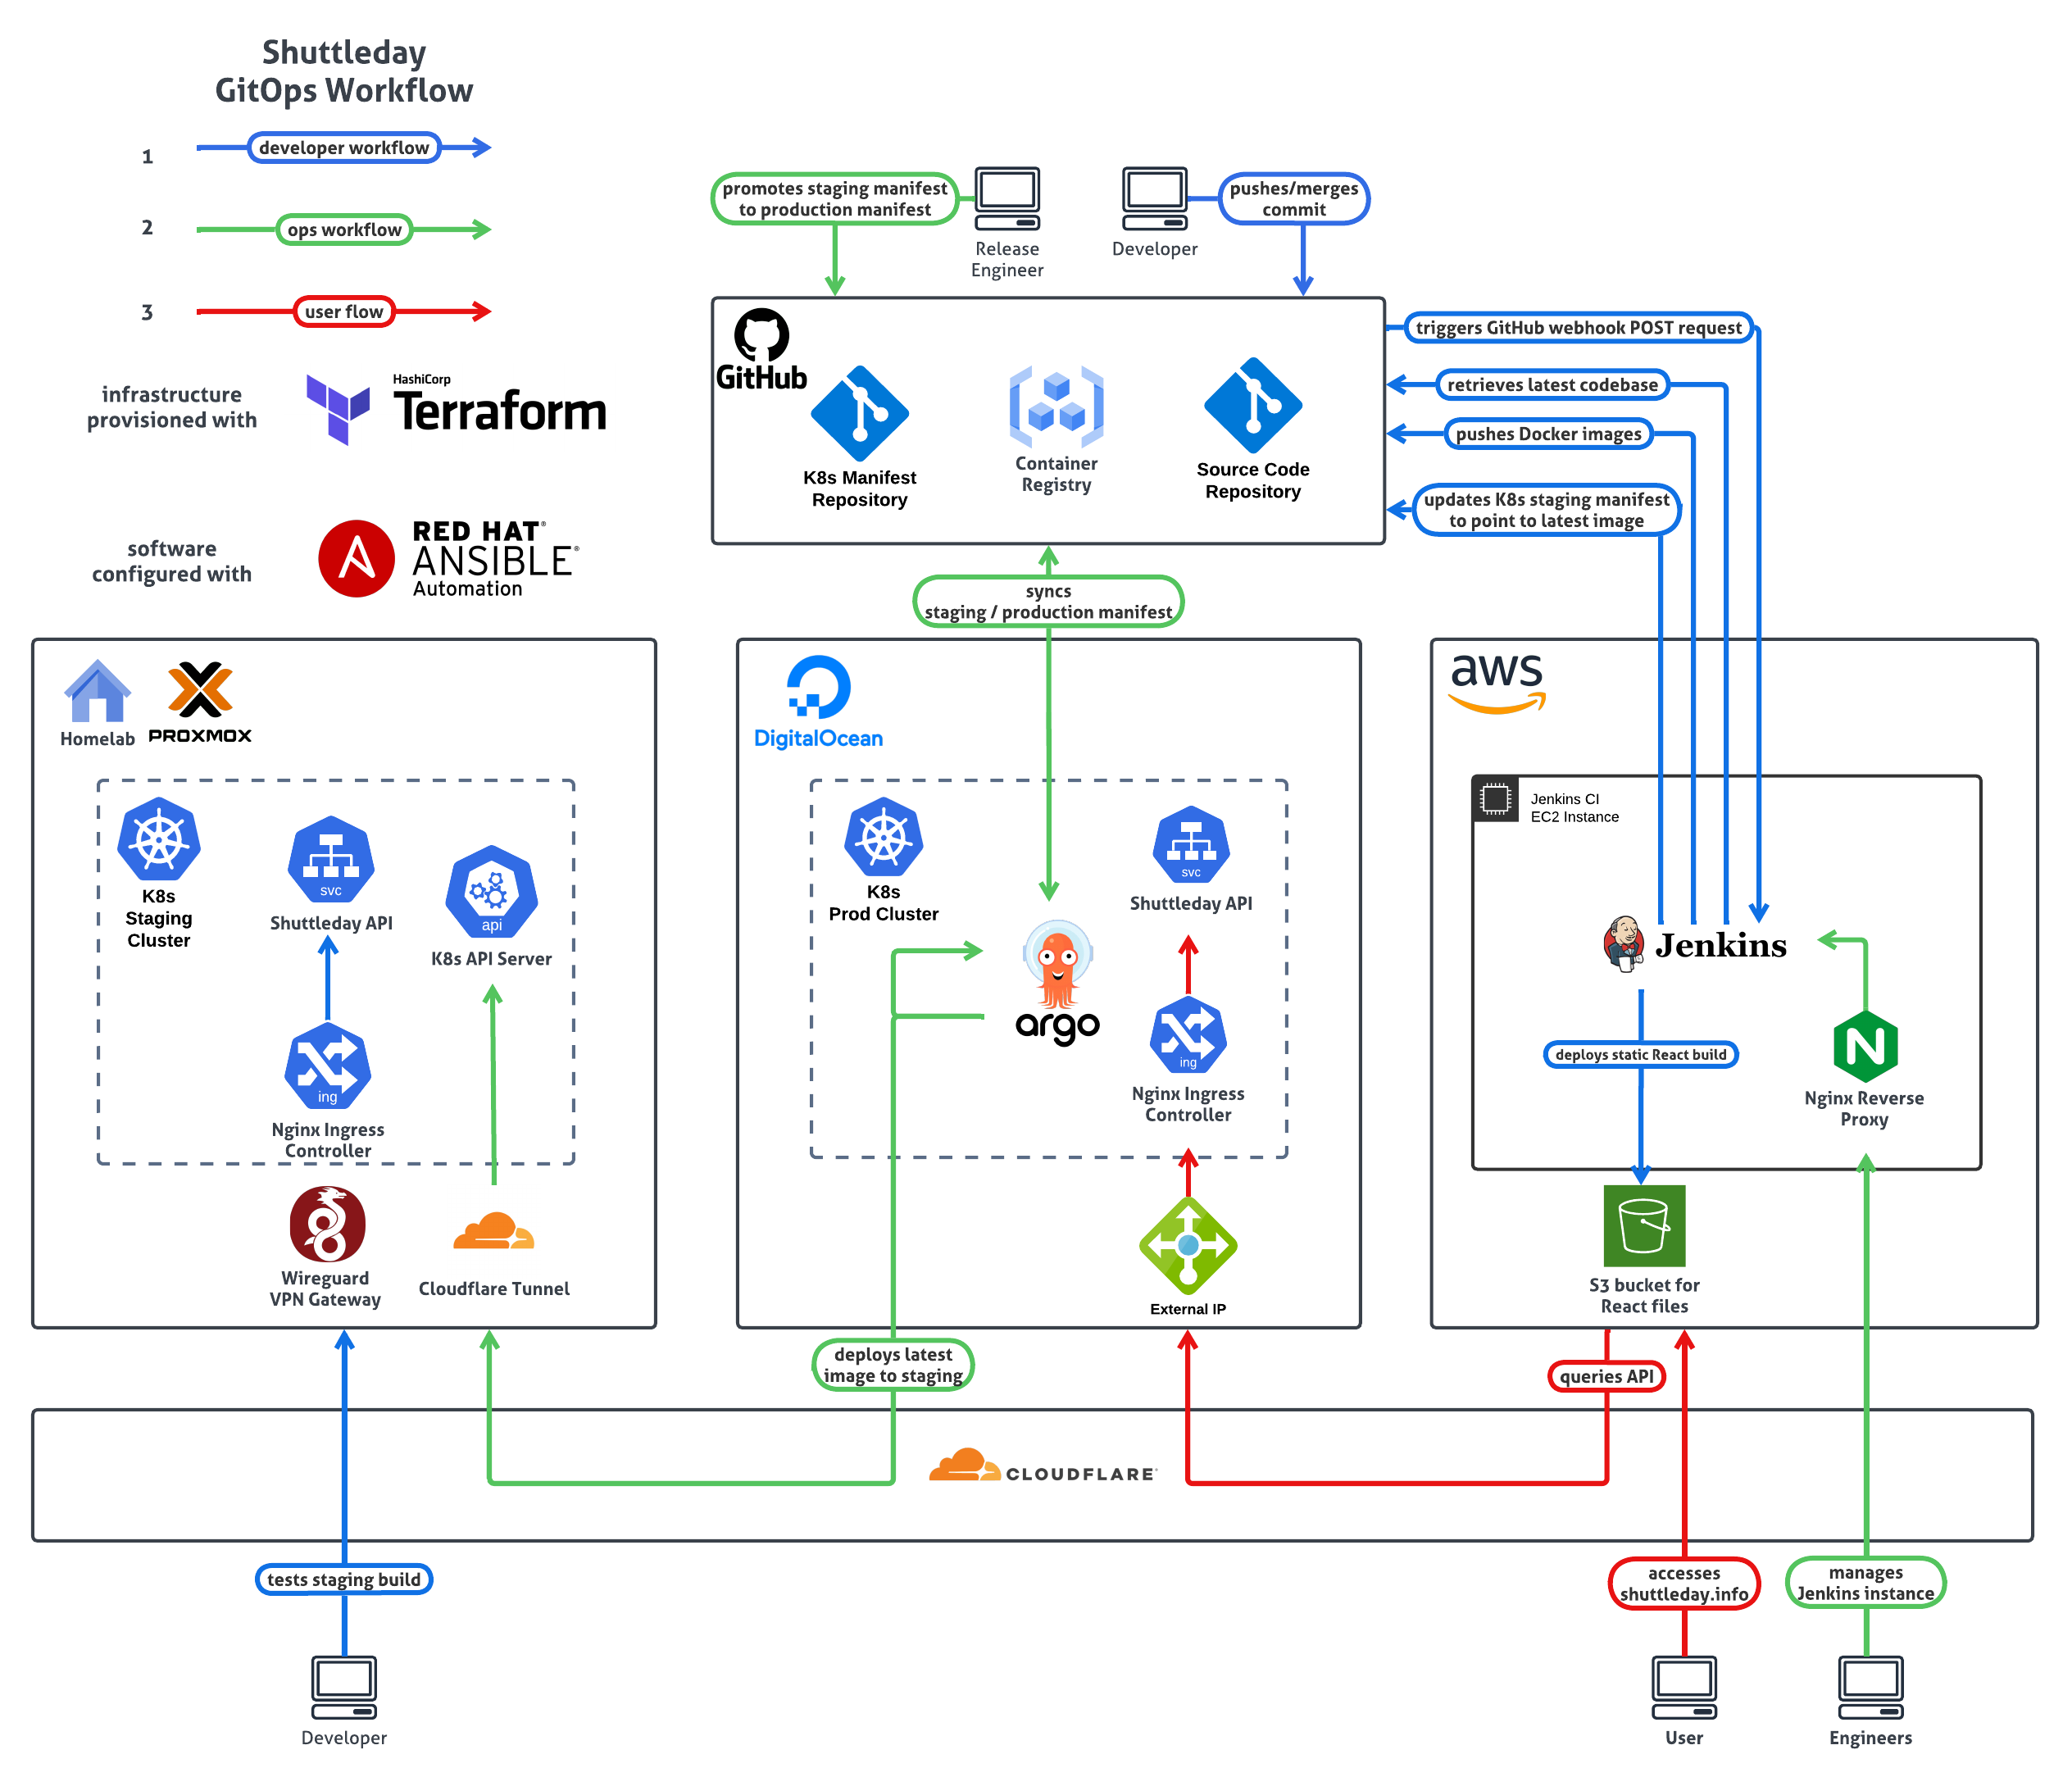 Shuttleday
GitOps Workflow
1
developer workflow
2
ops workflow
3
user flow
infrastructure
provisioned with
HashiCorp
Terraform
software
configured with
RED HAT®
ANSIBLE®
Automation
promotes staging manifest
to production manifest
Release
Engineer
Developer
pushes/merges
commit
GitHub
K8s Manifest
Repository
Container
Registry
Source Code
Repository
triggers GitHub webhook POST request
retrieves latest codebase
pushes Docker images
updates K8s staging manifest
to point to latest image
syncs
staging / production manifest
Homelab
PROXMOX
K8s
Staging
Cluster
svc
Shuttleday API
api
K8s API Server
ing
Nginx Ingress
Controller
Wireguard
VPN Gateway
Cloudflare Tunnel
DigitalOcean
K8s
Prod Cluster
svc
Shuttleday API
argo
ing
Nginx Ingress
Controller
External IP
aws
Jenkins CI
EC2 Instance
Jenkins
deploys static React build
N
Nginx Reverse
Proxy
S3 bucket for
React files
deploys latest
image to staging
queries API
CLOUDFLARE
tests staging build
accesses
shuttleday.info
manages
Jenkins instance
Developer
User
Engineers